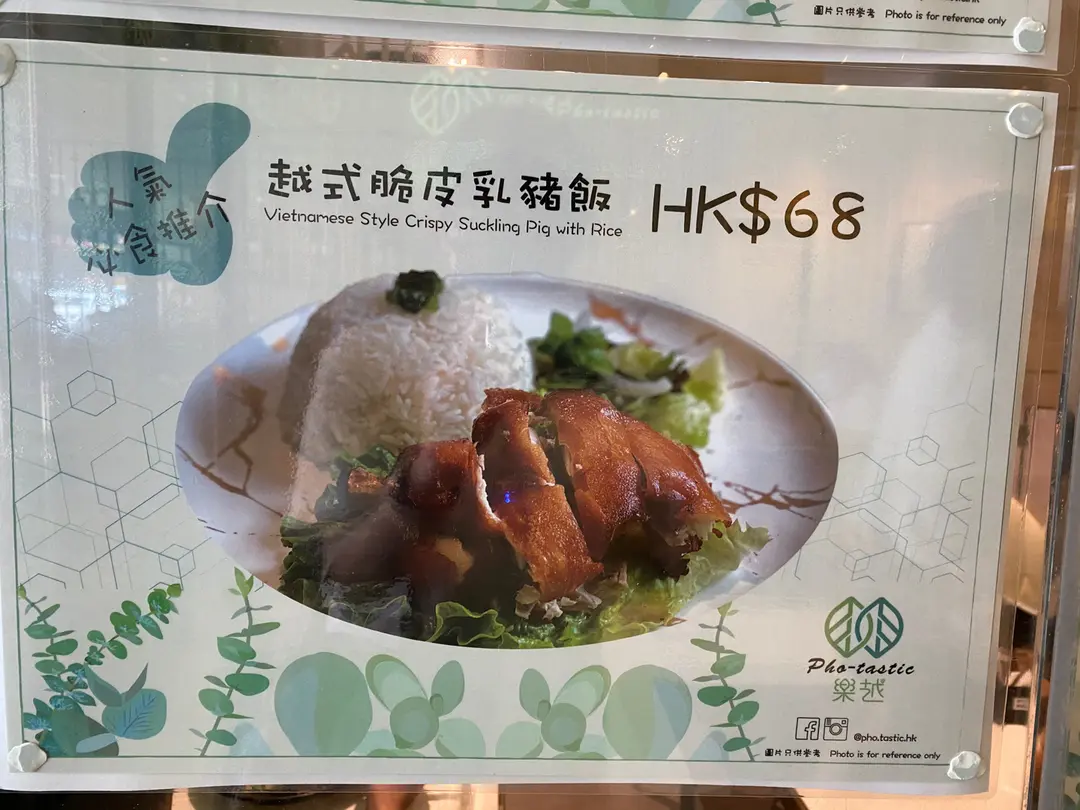 圖片只供參考 Photo is for reference only
人氣
必食推介
越式脆皮乳豬飯 HK$68
Vietnamese Style Crispy Suckling Pig with Rice
Pho-tastic
樂越
@pho.tastic.hk
圖片只供參考 Photo is for reference only